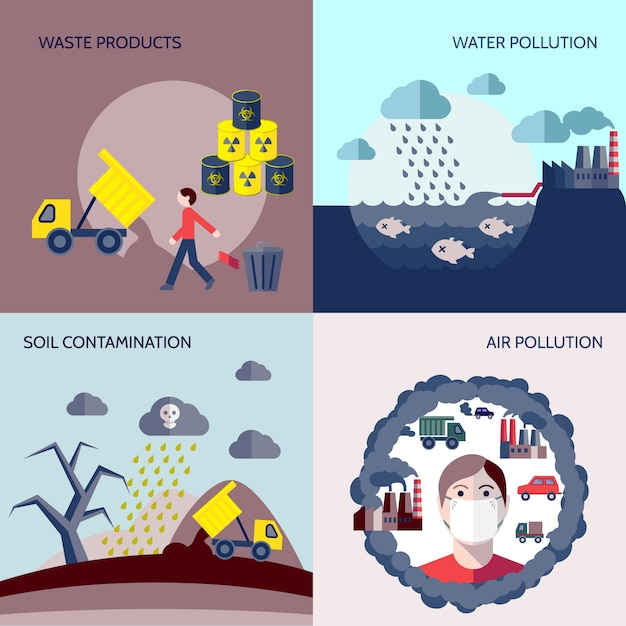 WASTE PRODUCTS
WATER POLLUTION
SOIL CONTAMINATION
AIR POLLUTION